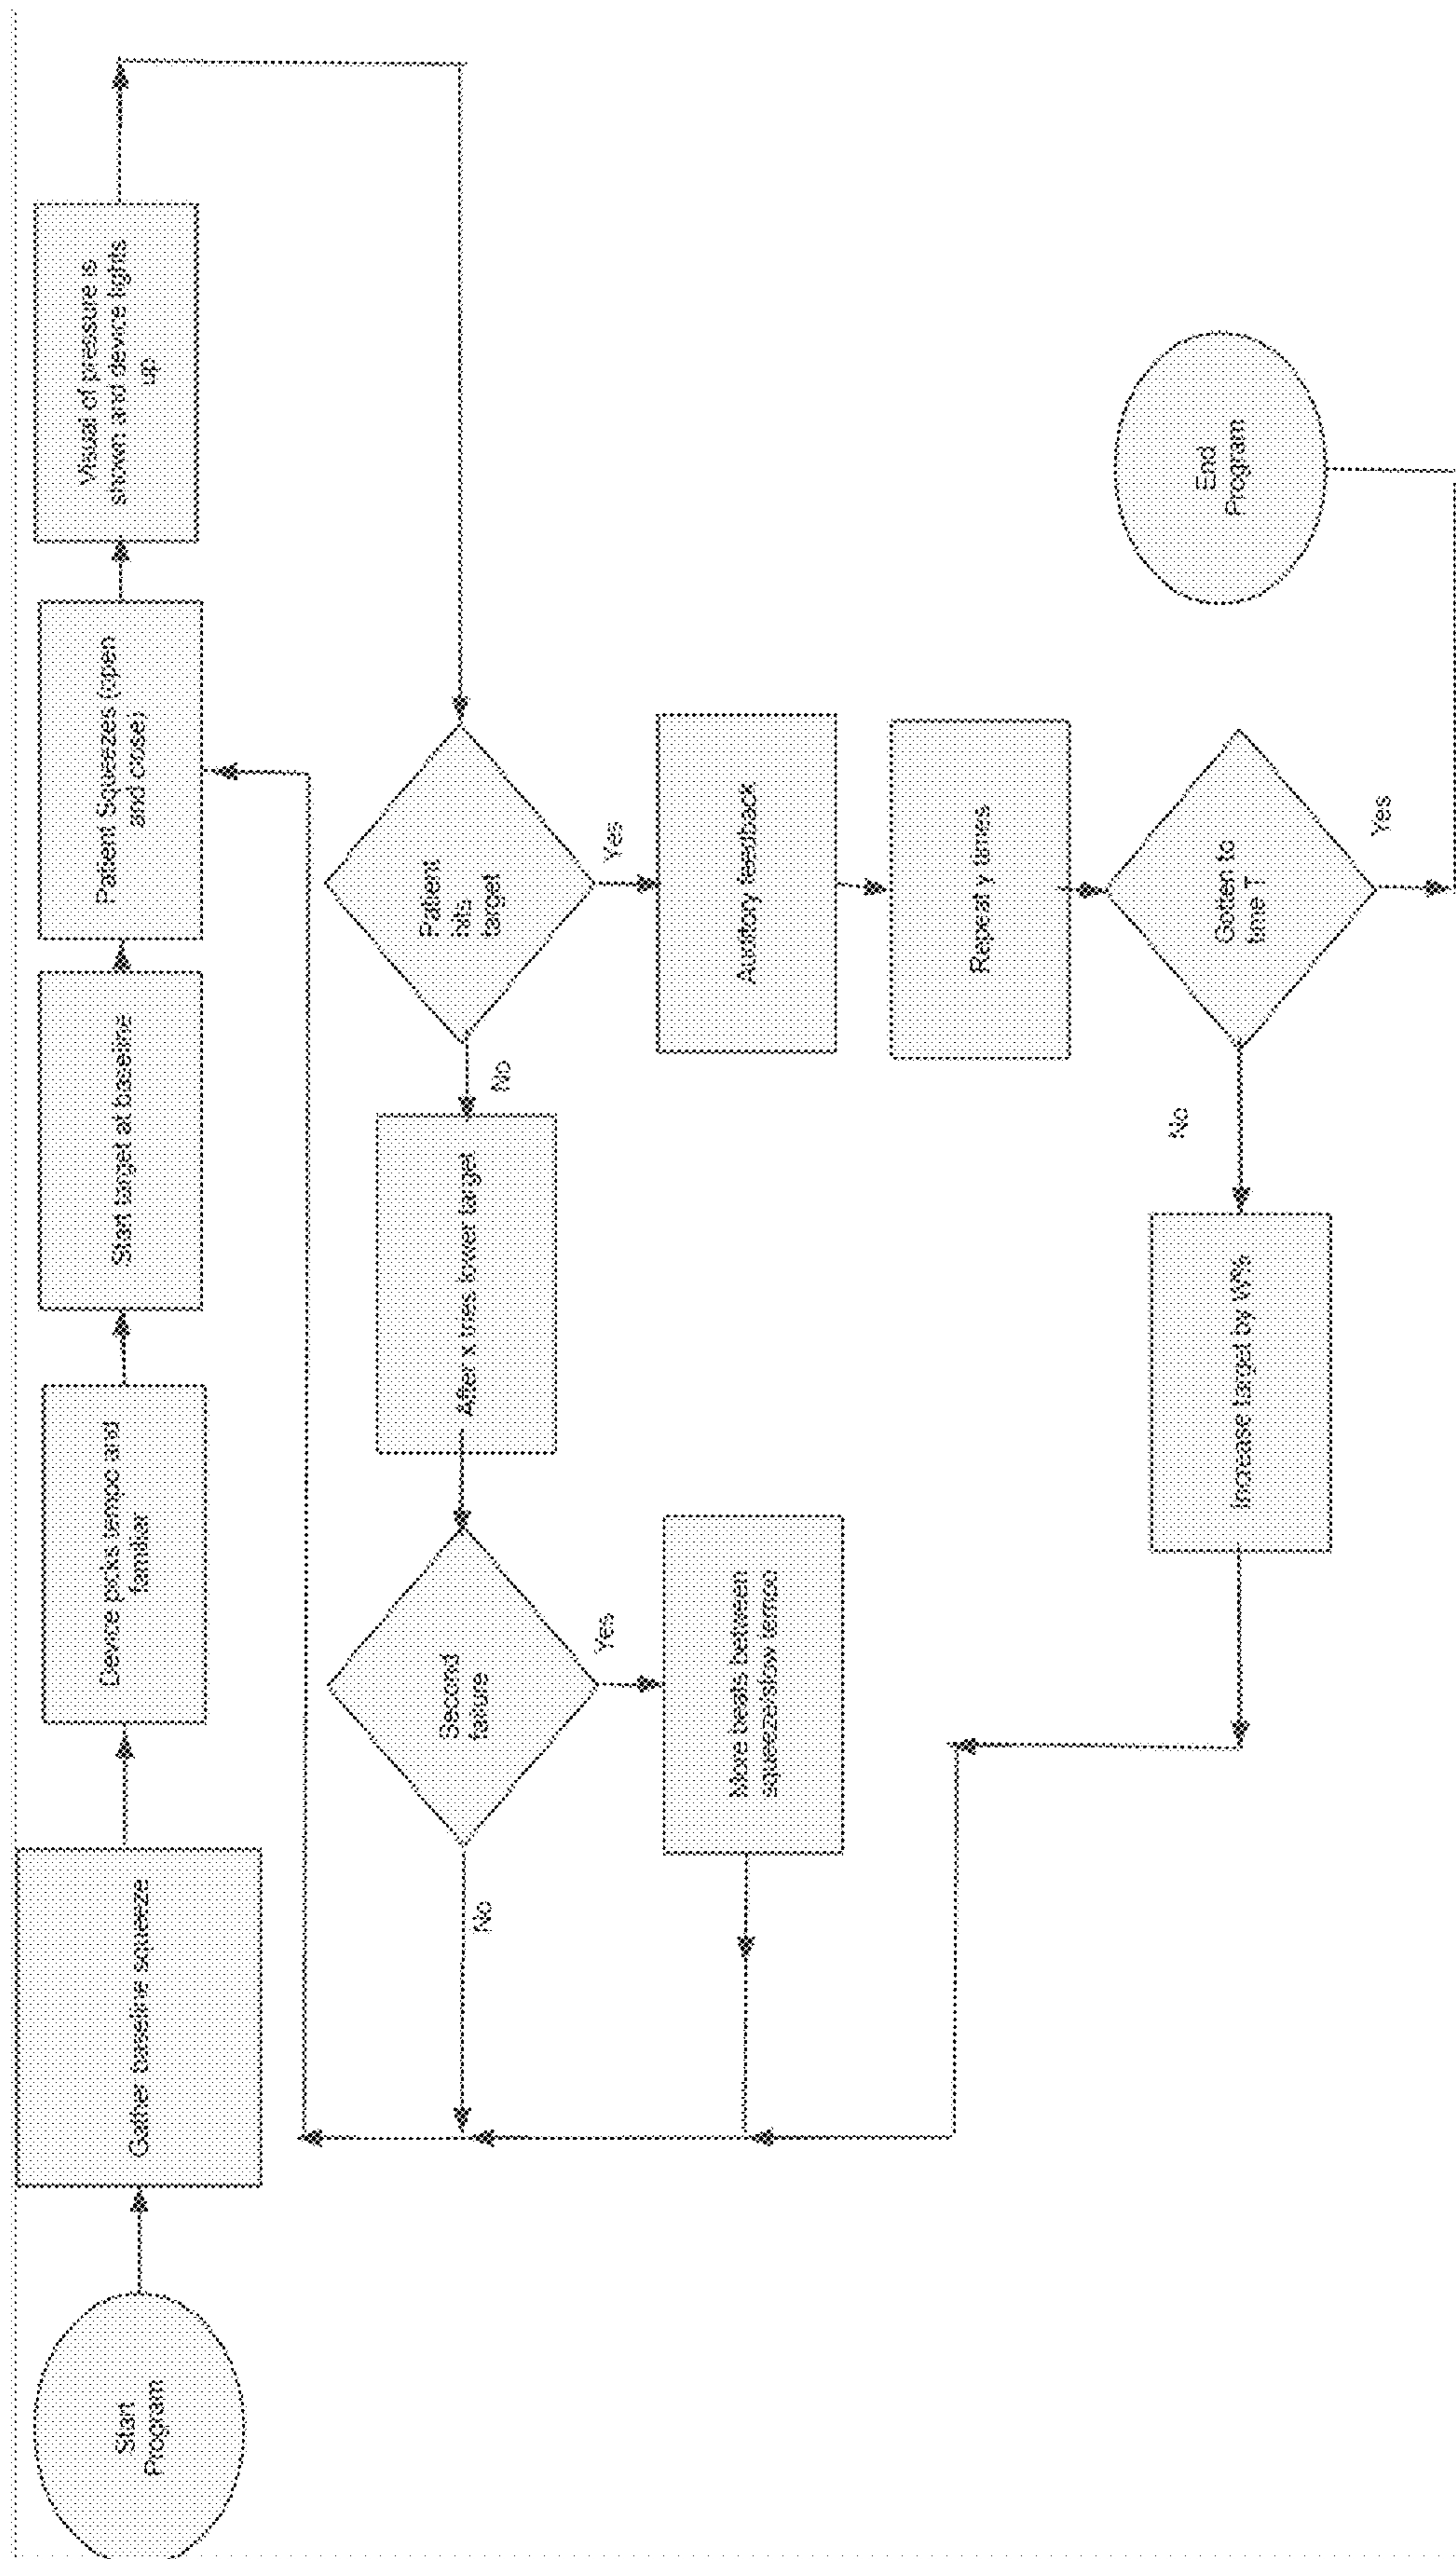 Start
Program
Gather baseline squeeze
Device picks tempo and
familiar
Start target at baseline
Patient Squeezes (open
and close)
Visual of pressure is
shown and device lights
up
Patient
hits
target
No
Yes
After x tries lower target
Second
failure
No
Yes
More beats between
squeeze/slow tempo
Auditory feedback
Repeat y times
Gotten to
time T
No
Yes
Increase target by W%
End
Program